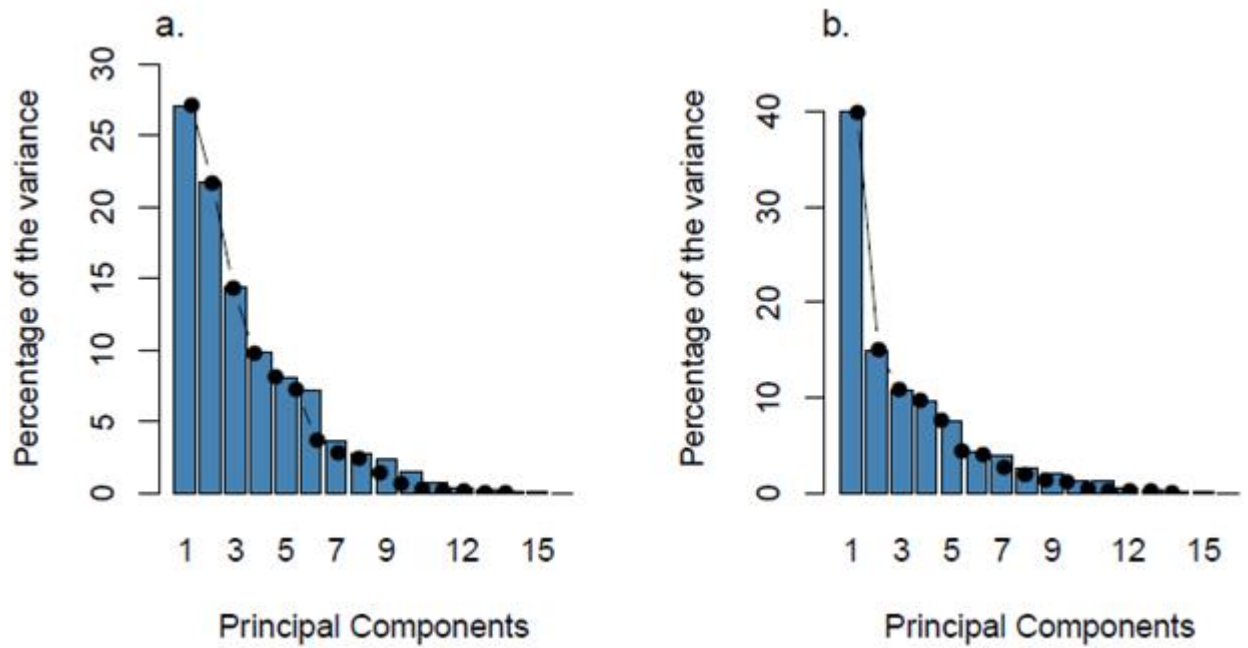 a.
Percentage of the variance
30
25
20
15
10
5
0
1 3 5 7 9 12 15
Principal Components
b.
Percentage of the variance
40
30
20
10
0
1 3 5 7 9 12 15
Principal Components